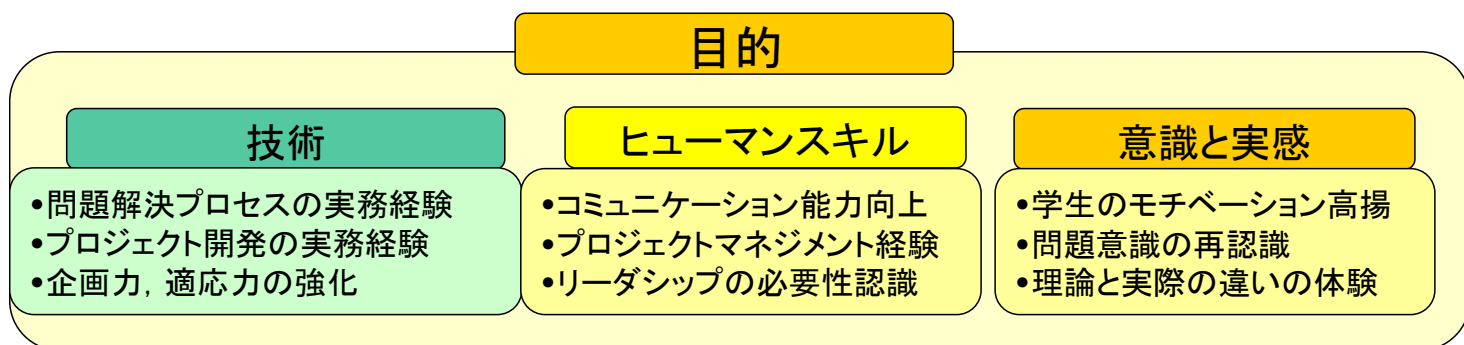 目的
技術
•問題解決プロセスの実務経験
•プロジェクト開発の実務経験
•企画力，適応力の強化
ヒューマンスキル
•コミュニケーション能力向上
•プロジェクトマネジメント経験
•リーダシップの必要性認識
意識と実感
•学生のモチベーション高揚
•問題意識の再認識
•理論と実際の違いの体験